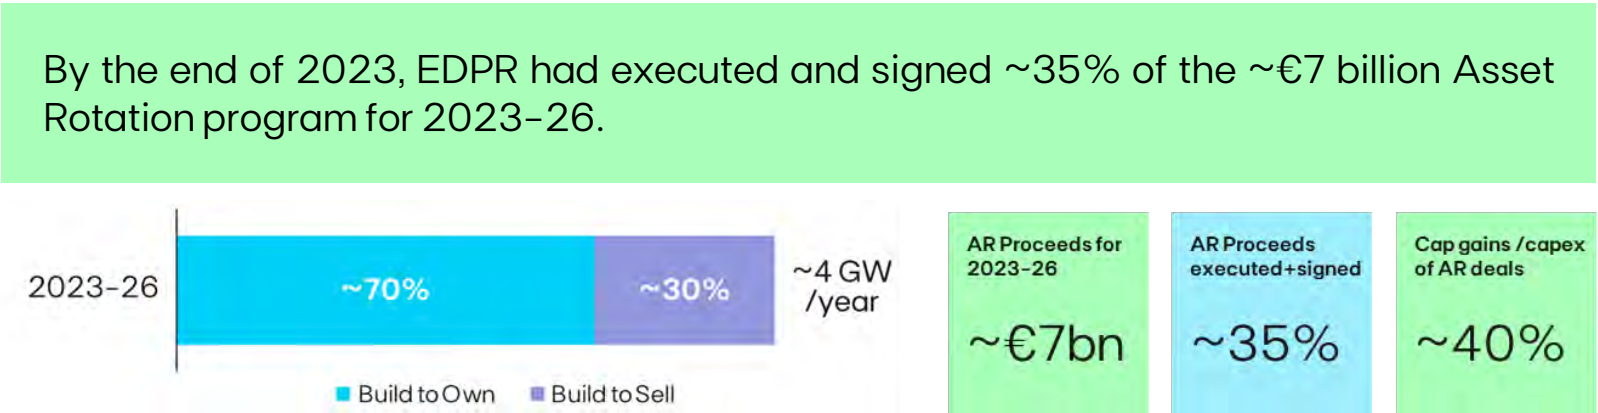 By the end of 2023, EDPR had executed and signed ~35% of the ~€7 billion Asset
Rotation program for 2023-26.
2023-26
~70%
~30%
~4 GW
/year
Build to Own
Build to Sell
AR Proceeds for
2023-26
~€7bn
AR Proceeds
executed+signed
~35%
Cap gains /capex
of AR deals
~40%